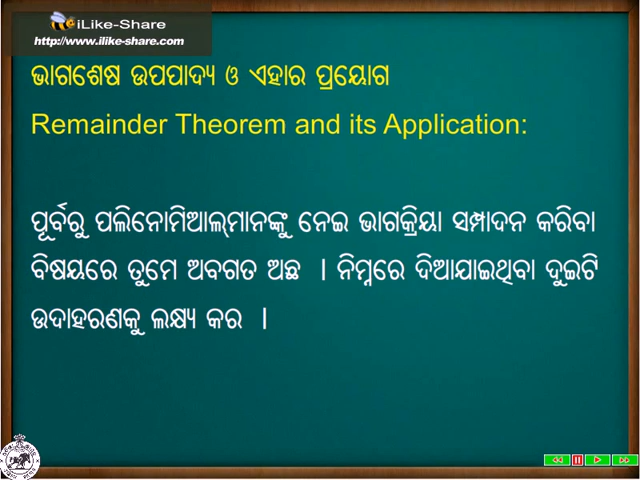 iLike-Share
http://www.ilike-share.com
ଭାଗଶେଷ ଉପପାଦ୍ୟ ଓ ଏହାର ପ୍ରୟୋଗ
Remainder Theorem and its Application:
ପୂର୍ବରୁ ପଲିନୋମିଆଲ୍‌ମାନଙ୍କୁ ନେଇ ଭାଗକ୍ରିୟା ସମ୍ପାଦନ କରିବା
ବିଷୟରେ ତୁମେ ଅବଗତ ଅଛ ।ନିମ୍ନରେ ଦିଆଯାଇଥିବା ଦୁଇଟି
ଉଦାହରଣକୁ ଲକ୍ଷ୍ୟ କର ।